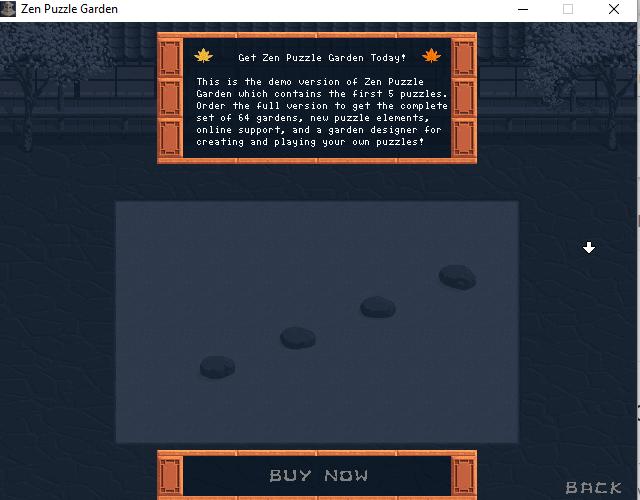 Zen Puzzle Garden
Get Zen Puzzle Garden Today!
This is the demo version of Zen Puzzle
Garden which contains the first 5 puzzles.
Order the full version to get the complete
set of 64 gardens, new puzzle elements,
online support, and a garden designer for
creating and playing your own puzzles!
BUY NOW
BACK